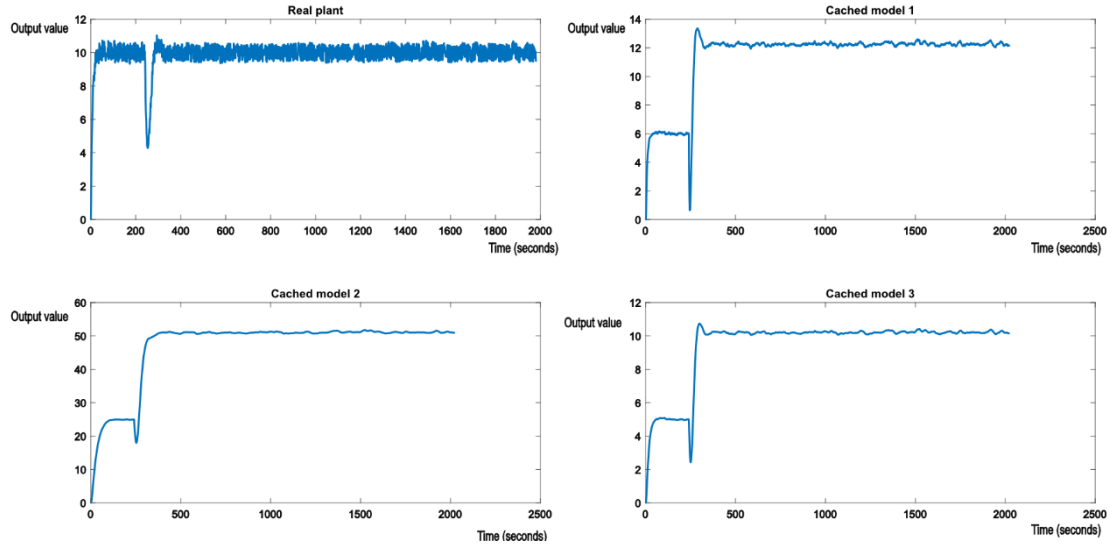 Real plant
Output value
12
10
8
6
4
2
0
0 200 400 600 800 1000 1200 1400 1600 1800 2000
Time (seconds)
Cached model 1
Output value
14
12
10
8
6
4
2
0
0 500 1000 1500 2000 2500
Time (seconds)
Cached model 2
Output value
60
50
40
30
20
10
0
0 500 1000 1500 2000 2500
Time (seconds)
Cached model 3
Output value
12
10
8
6
4
2
0
0 500 1000 1500 2000 2500
Time (seconds)